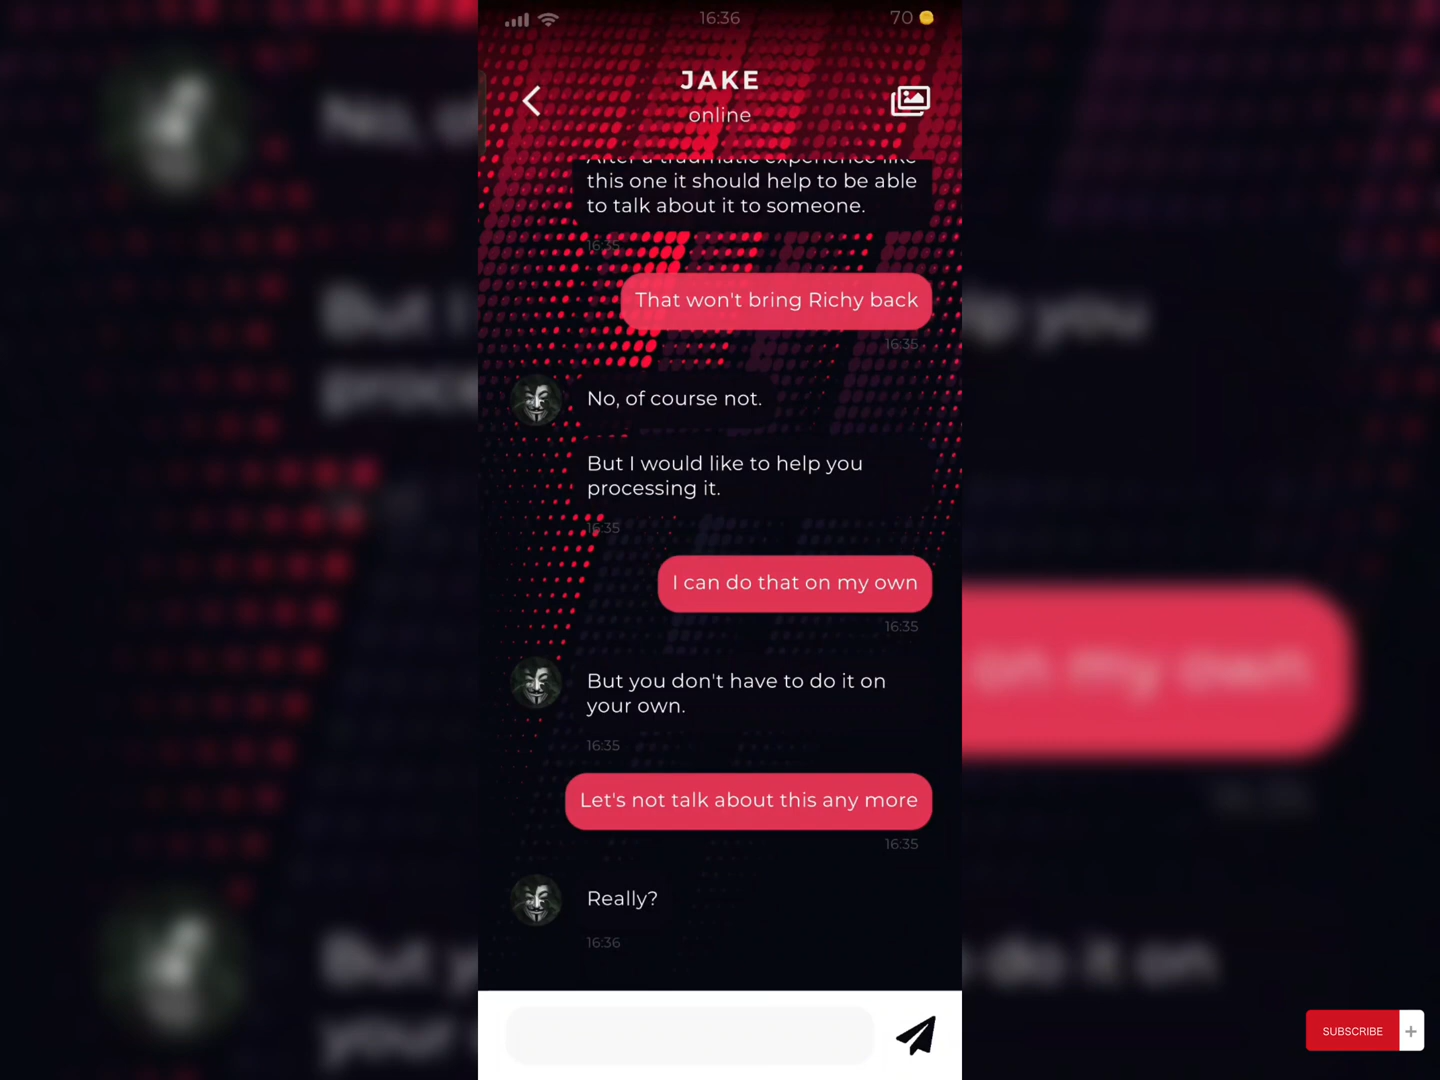 16:36
70
JAKE
online
After a traumatic experience like
this one it should help to be able
to talk about it to someone.
16:35
That won't bring Richy back
16:35
No, of course not.
But I would like to help you
processing it.
16:35
I can do that on my own
16:35
But you don't have to do it on
your own.
16:35
Let's not talk about this any more
16:35
Really?
16:36
SUBSCRIBE